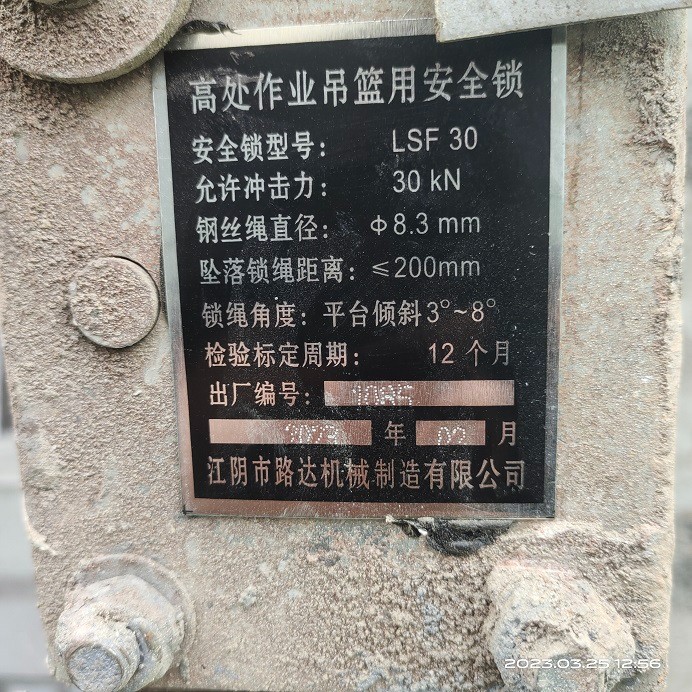 高处作业吊篮用安全锁
安全锁型号: LSF 30
允许冲击力: 30 kN
钢丝绳直径: φ8.3 mm
坠落锁绳距离: ≤200mm
锁绳角度: 平台倾斜3°~8°
检验标定周期: 12 个月
出厂编号: 1085
2023 年 02 月
江阴市路达机械制造有限公司
2023.03.25 12:56